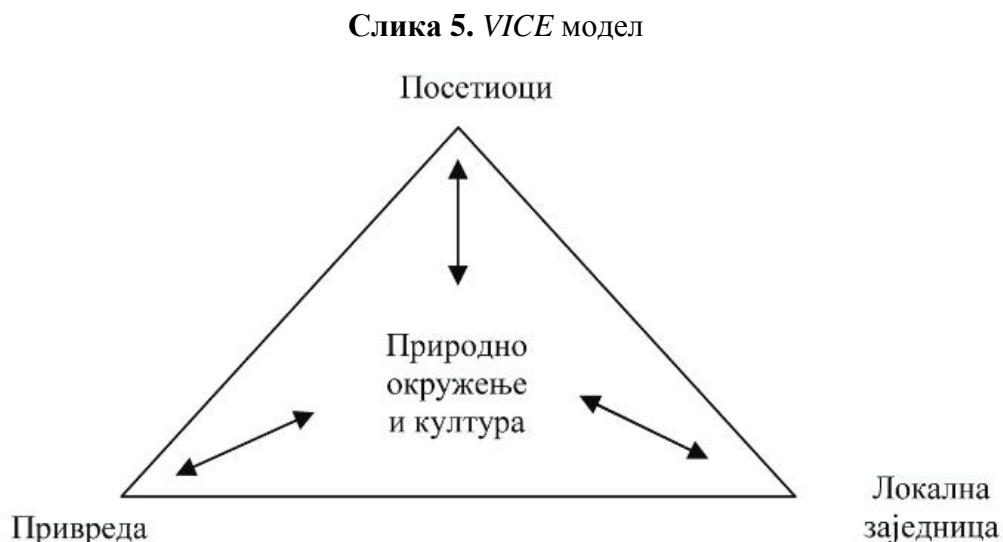 Слика 5. VICE модел
Посетиоци
Природно
окружење
и култура
Привреда
Локална
заједница